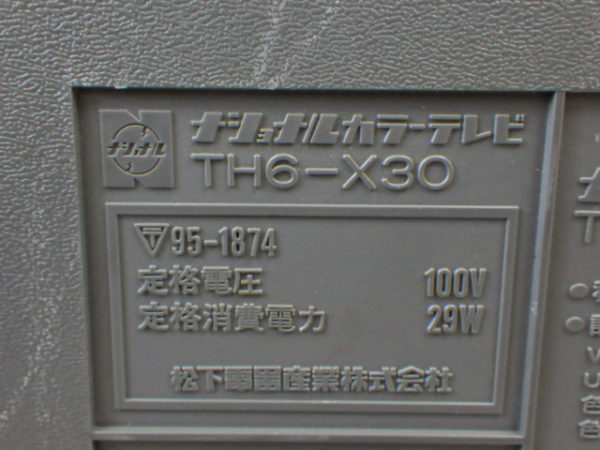 ナショナル
ナショナルカラーテレビ
TH6-X30
〒95-1874
定格電圧 100V
定格消費電力 29W
松下電器産業株式会社
T
U
色
色